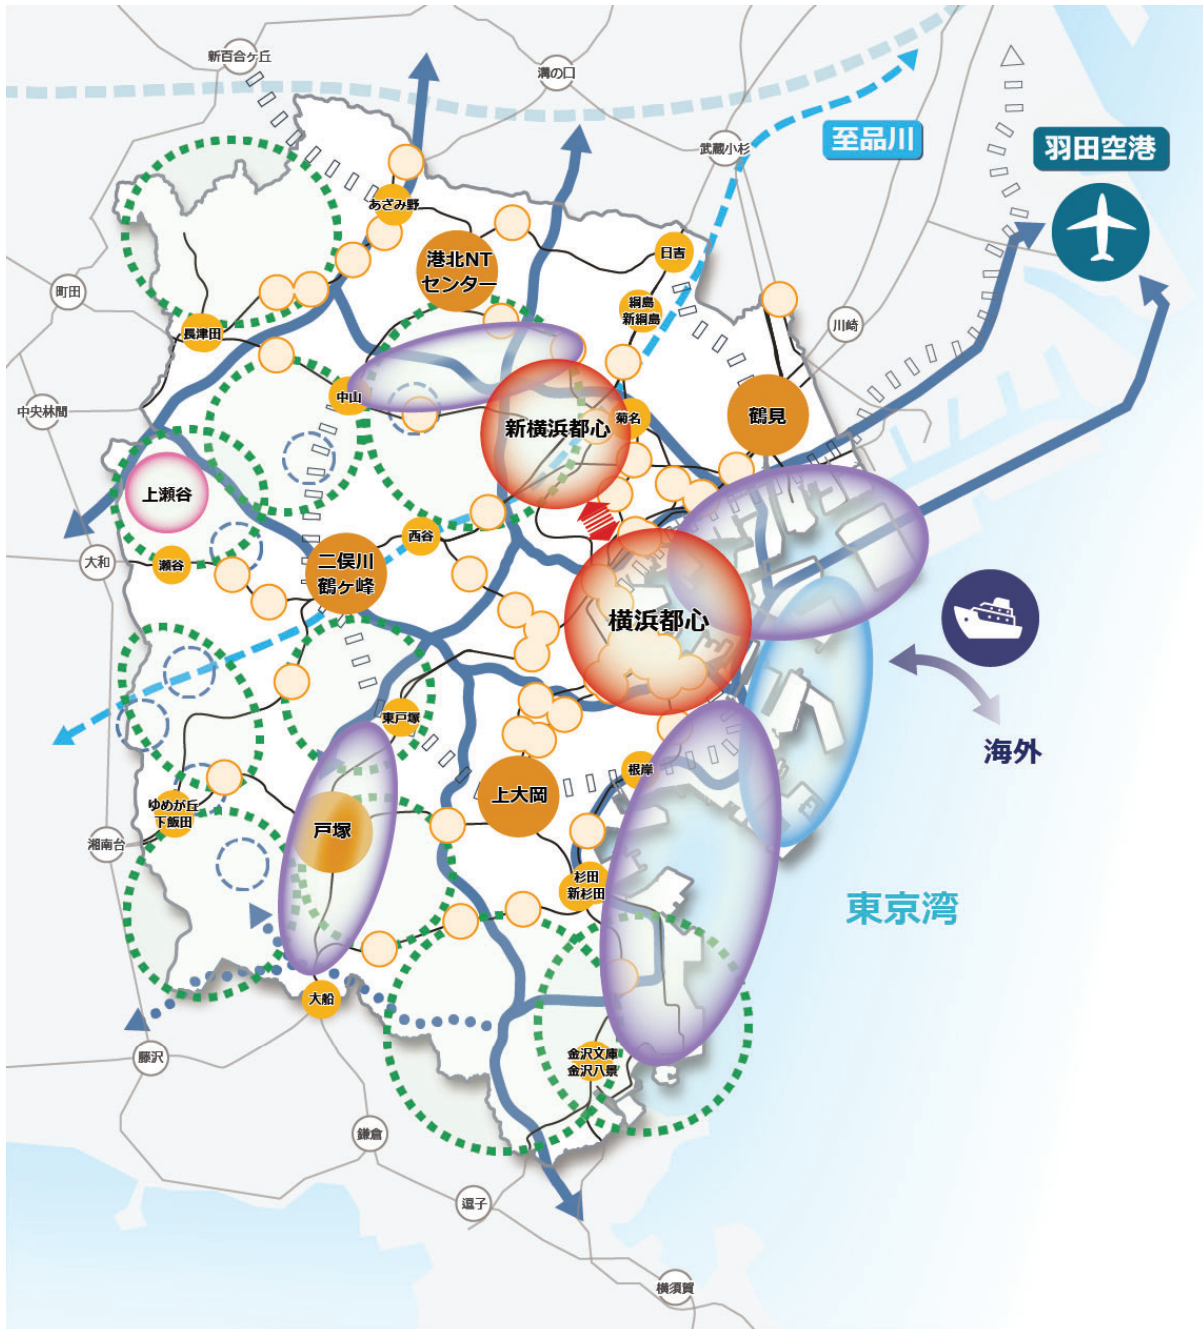 新百合ヶ丘
溝の口
武蔵小杉
至品川
羽田空港
あざみ野
港北NT
センター
日吉
町田
綱島
新綱島
長津田
川崎
中央林間
中山
新横浜都心
菊名
鶴見
上瀬谷
西谷
大和
瀬谷
二俣川
鶴ヶ峰
横浜都心
東戸塚
海外
根岸
ゆめが丘
下飯田
上大岡
湘南台
戸塚
杉田
新杉田
東京湾
大船
藤沢
金沢文庫
金沢八景
鎌倉
逗子
横須賀